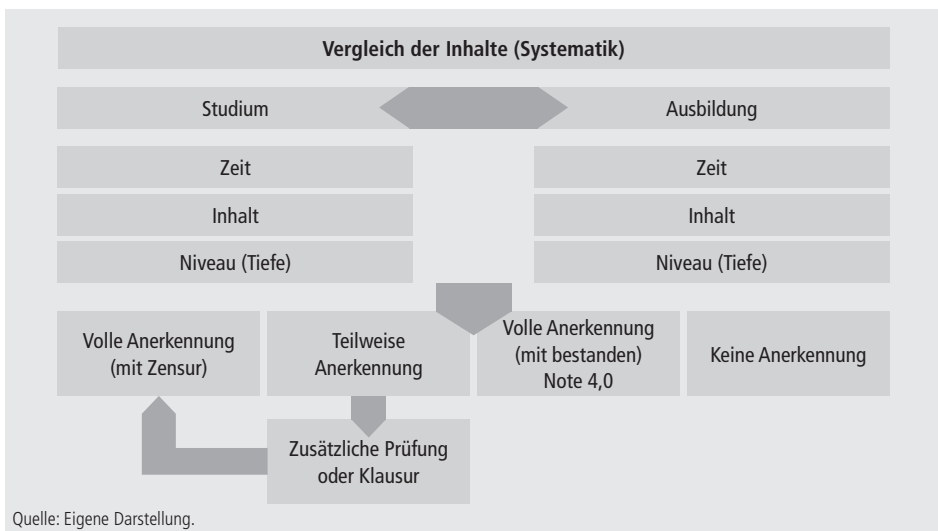 Vergleich der Inhalte (Systematik)
Studium
Ausbildung
Zeit
Zeit
Inhalt
Inhalt
Niveau (Tiefe)
Niveau (Tiefe)
Volle Anerkennung
(mit Zensur)
Teilweise
Anerkennung
Volle Anerkennung
(mit bestanden)
Note 4,0
Keine Anerkennung
Zusätzliche Prüfung
oder Klausur
Quelle: Eigene Darstellung.